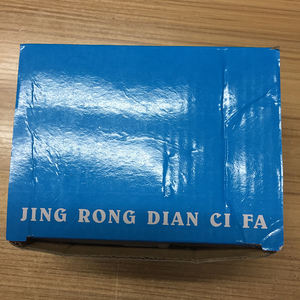 JING RONG DIAN CI FA